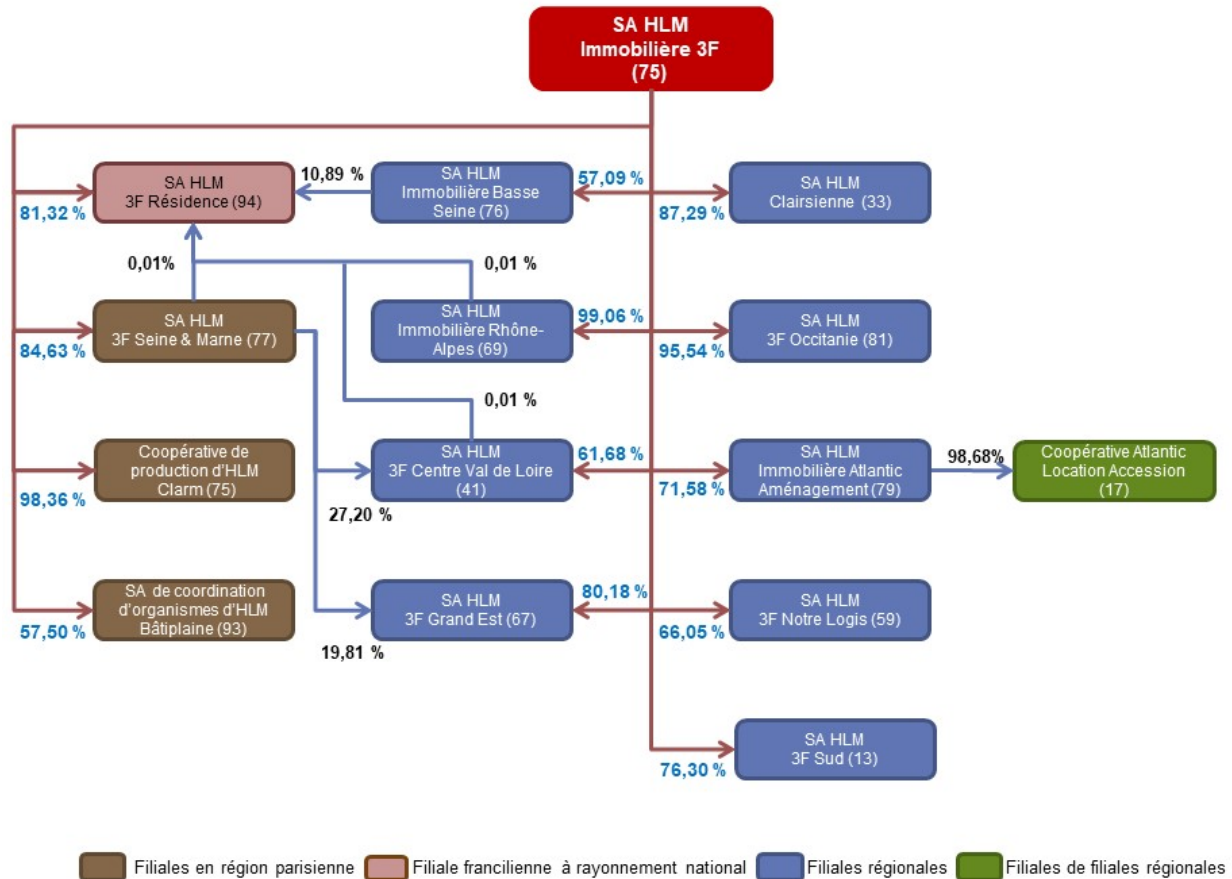 SA HLM
Immobilière 3F
(75)
SA HLM
3F Résidence (94)
81,32 %
10,89 %
SA HLM
Immobilière Basse
Seine (76)
57,09 %
87,29 %
SA HLM
Clairsienne (33)
0,01%
0,01 %
SA HLM
3F Seine & Marne (77)
84,63 %
SA HLM
Immobilière Rhône-
Alpes (69)
99,06 %
95,54 %
SA HLM
3F Occitanie (81)
0,01 %
Coopérative de
production d'HLM
Clarm (75)
98,36 %
SA HLM
3F Centre Val de Loire
(41)
27,20 %
61,68 %
71,58 %
SA HLM
Immobilière Atlantic
Aménagement (79)
98,68%
Coopérative Atlantic
Location Accession
(17)
SA de coordination
d'organismes d'HLM
Bâtiplaine (93)
57,50 %
SA HLM
3F Grand Est (67)
19,81 %
80,18 %
66,05 %
SA HLM
3F Notre Logis (59)
SA HLM
3F Sud (13)
76,30 %
Filiales en région parisienne
Filiale francilienne à rayonnement national
Filiales régionales
Filiales de filiales régionales